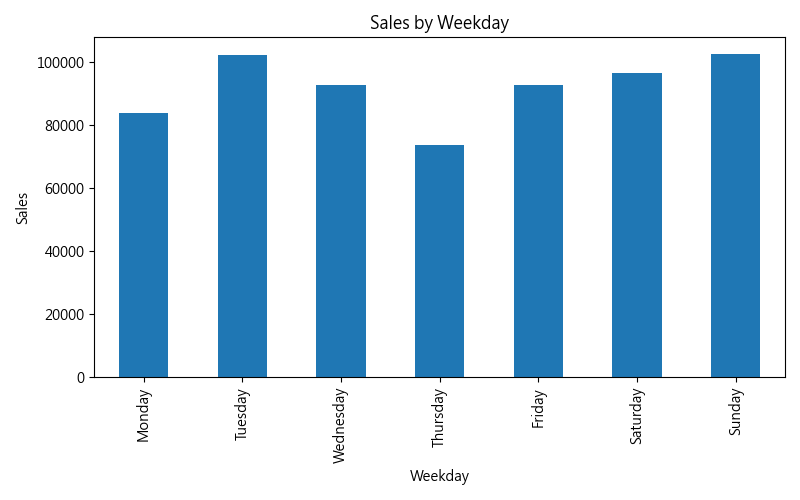 Sales by Weekday
Sales
100000
80000
60000
40000
20000
0
Monday
Tuesday
Wednesday
Thursday
Friday
Saturday
Sunday
Weekday